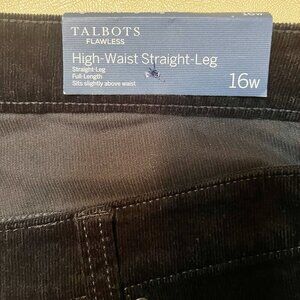 TALBOTS
FLAWLESS
High-Waist Straight-Leg
Straight-Leg
Full-Length
Sits slightly above waist
16W